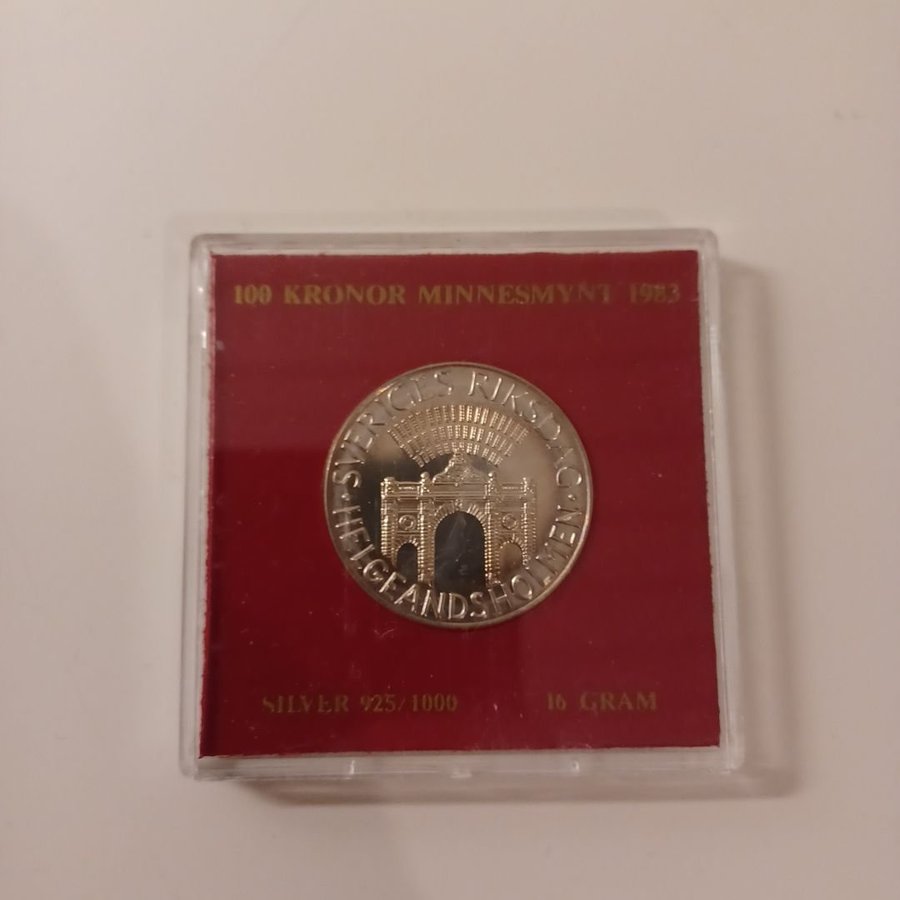 100 KRONOR MINNESMYNT 1983
SVERIGES RIKSDAG
· HELGEANDSHOLMEN ·
SILVER 925/1000 16 GRAM